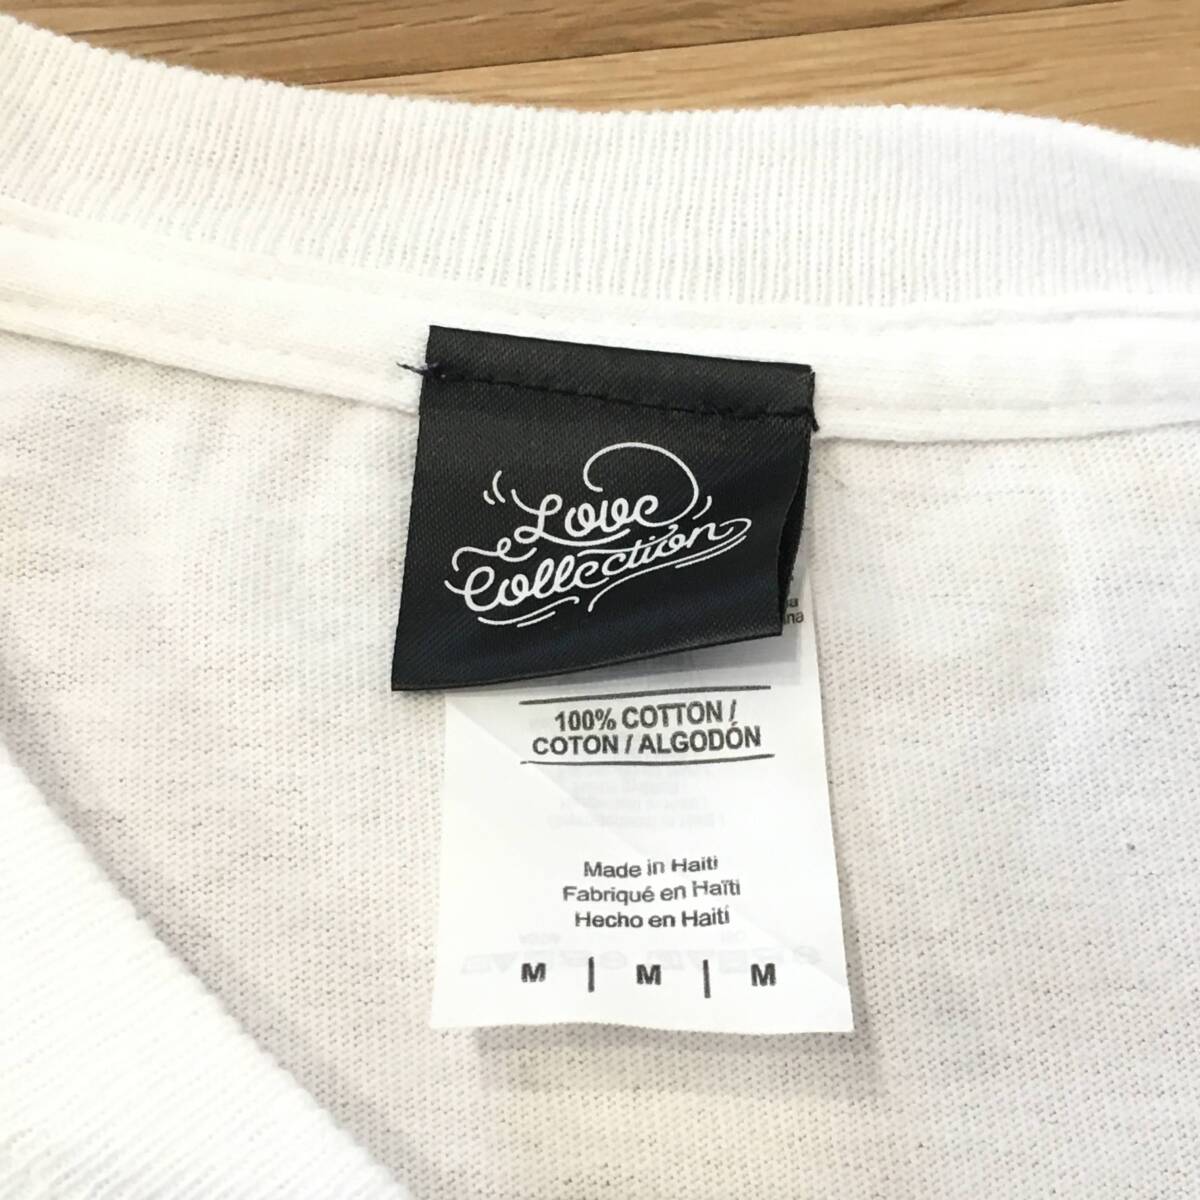 Love
Collection
100% COTTON /
COTON / ALGODÓN
Made in Haiti
Fabriqué en Haïti
Hecho en Haití
M | M | M